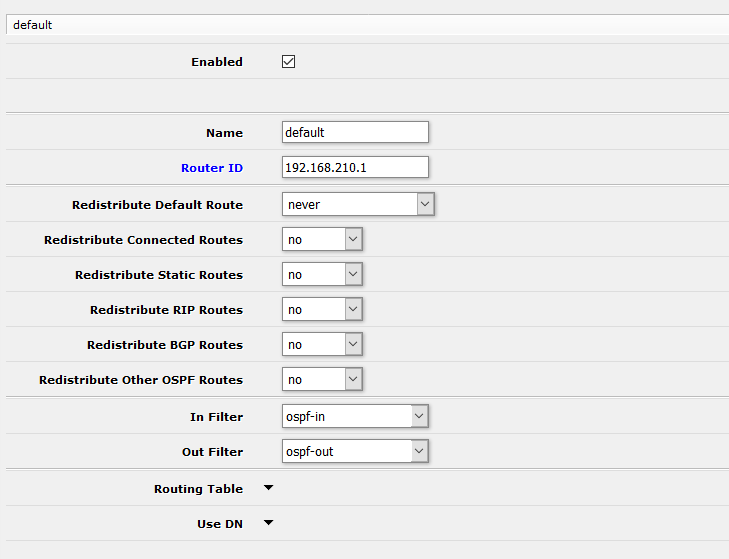 default
Enabled
Name default
Router ID 192.168.210.1
Redistribute Default Route never
Redistribute Connected Routes no
Redistribute Static Routes no
Redistribute RIP Routes no
Redistribute BGP Routes no
Redistribute Other OSPF Routes no
In Filter ospf-in
Out Filter ospf-out
Routing Table
Use DN